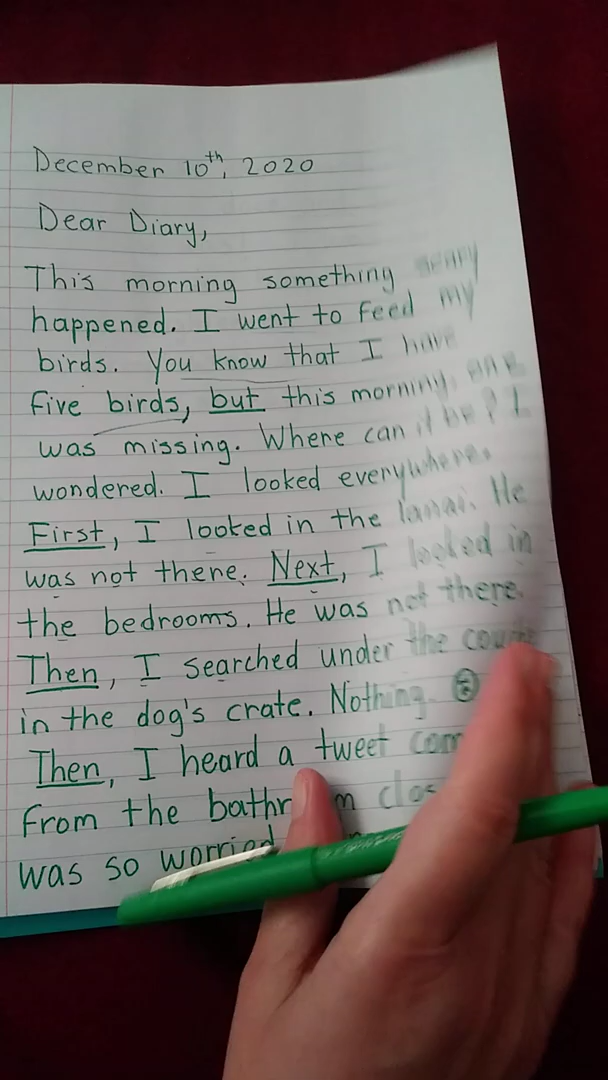 December 10th, 2020
Dear Diary,
This morning something scary
happened. I went to feed my
birds. You know that I have
five birds, but this morning, one
was missing. Where can it be? I
wondered. I looked everywhere.
First, I looked in the lanai. He
was not there. Next, I looked in
the bedrooms. He was not there.
Then, I searched under the
in the dog's crate. Nothing.
Then, I heard a tweet
from the
was so worried